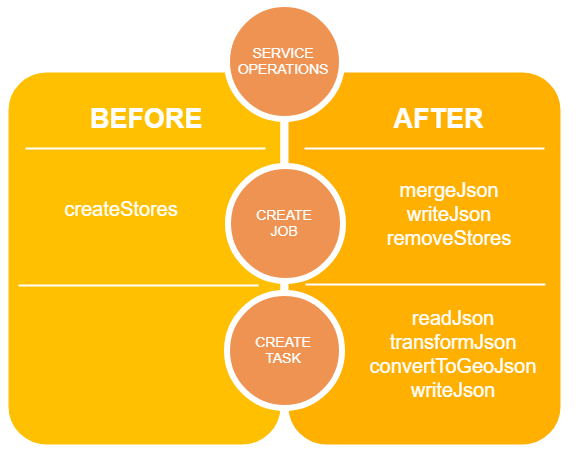 SERVICE
OPERATIONS
BEFORE
AFTER
createStores
CREATE
JOB
mergeJson
writeJson
removeStores
CREATE
TASK
readJson
transformJson
convertToGeoJson
writeJson